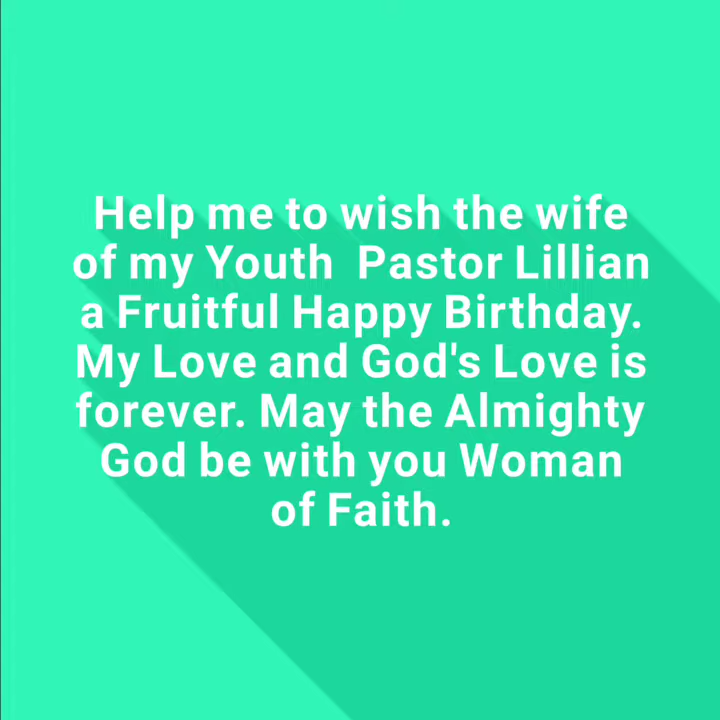 Help me to wish the wife
of my Youth  Pastor Lillian
a Fruitful Happy Birthday.
My Love and God's Love is
forever. May the Almighty
God be with you Woman
of Faith.